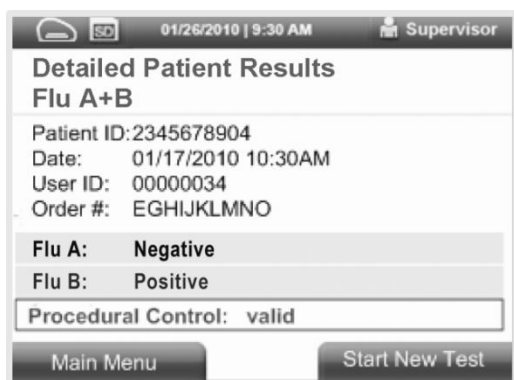 SD 01/26/2010 | 9:30 AM Supervisor
Detailed Patient Results
Flu A+B
Patient ID:2345678904
Date: 01/17/2010 10:30AM
User ID: 00000034
Order #: EGHIJKLMNO
Flu A: Negative
Flu B: Positive
Procedural Control: valid
Main Menu Start New Test